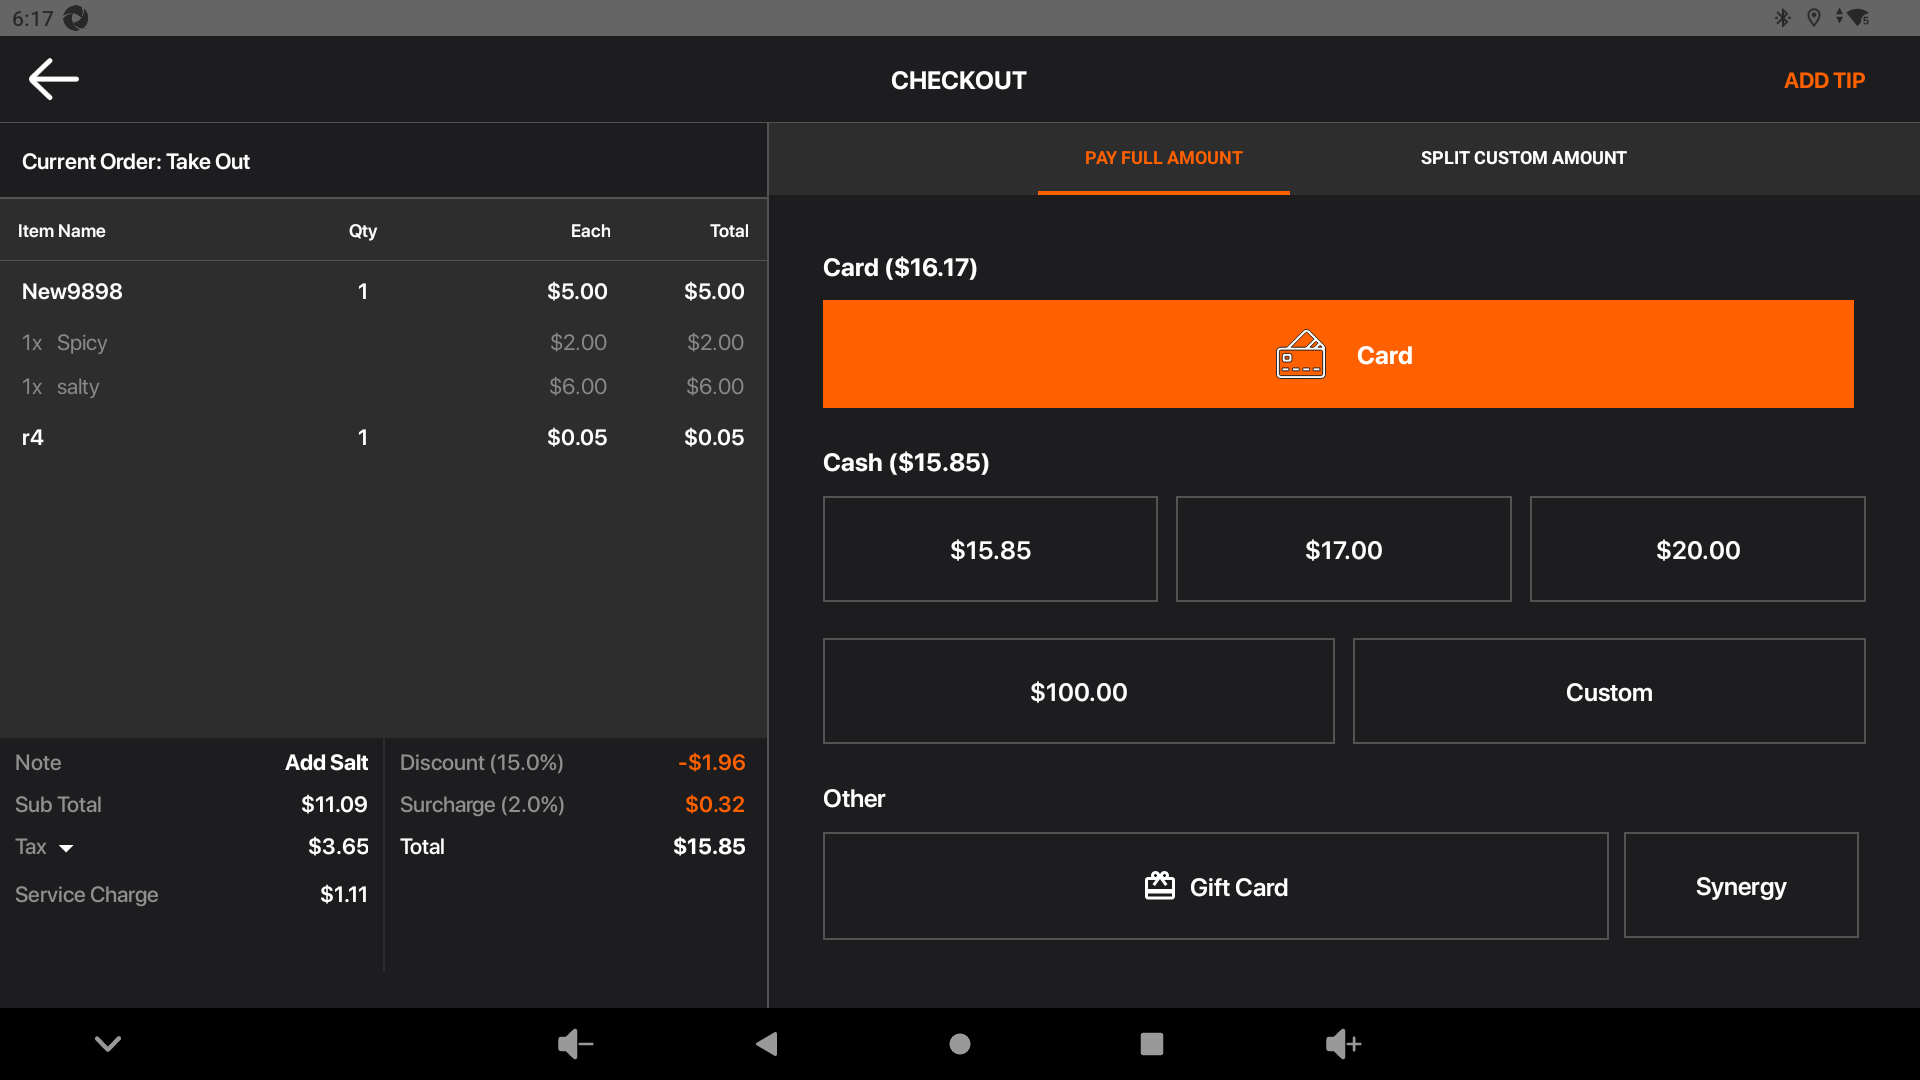 6:17
CHECKOUT
ADD TIP
Current Order: Take Out
PAY FULL AMOUNT
SPLIT CUSTOM AMOUNT
Item Name Qty Each Total
New9898 1 $5.00 $5.00
1x Spicy $2.00 $2.00
1x salty $6.00 $6.00
r4 1 $0.05 $0.05
Note Add Salt
Sub Total $11.09
Tax $3.65
Service Charge $1.11
Discount (15.0%) -$1.96
Surcharge (2.0%) $0.32
Total $15.85
Card ($16.17)
Card
Cash ($15.85)
$15.85 $17.00 $20.00
$100.00 Custom
Other
Gift Card Synergy